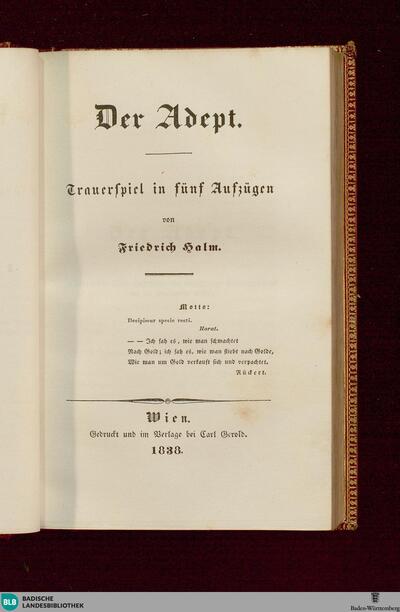 Der Adept.
Trauerspiel in fünf Aufzügen
von
Friedrich Halm.
Motto:
Decipimur specie recti.
Horat.
— — Ich sah es, wie man schmachtet
Nach Gold; ich sah es, wie man strebt nach Golde,
Wie man um Gold verkauft sich und verpachtet.
Rückert.
Wien.
Gedruckt und im Verlage bei Carl Gerold.
1838.
BLB
BADISCHE
LANDESBIBLIOTHEK
Baden-Württemberg